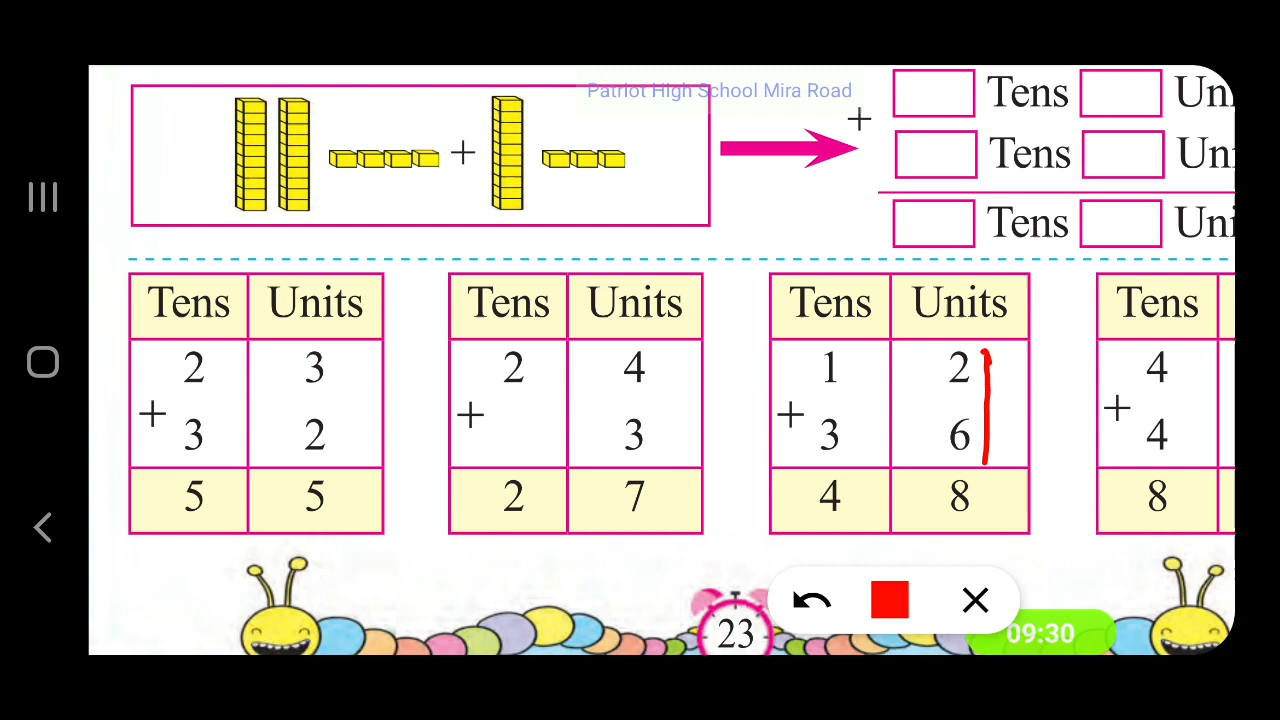 Patriot High School Mira Road
Tens Uni
+
+ Tens Uni
Tens Uni
Tens Units Tens Units Tens Units Tens
2 3 2 4 1 2 4
+ + + +
3 2 3 3 6 4
5 5 2 7 4 8 8
23
09:30